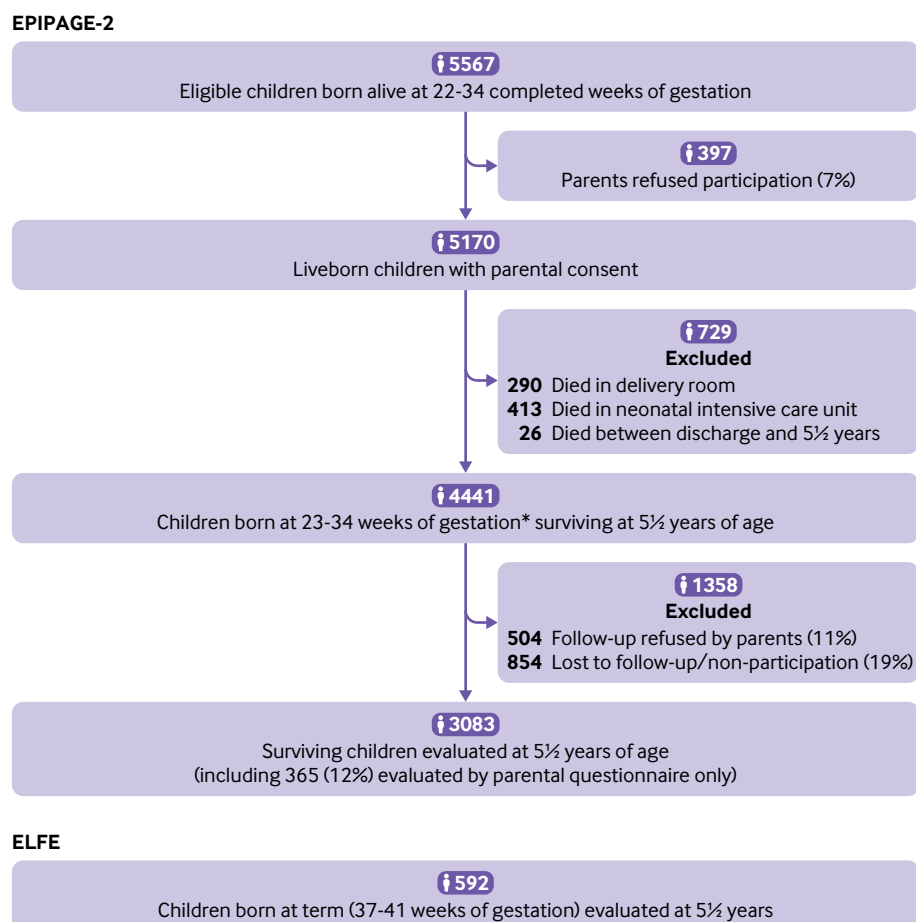 EPIPAGE-2
5567
Eligible children born alive at 22-34 completed weeks of gestation
397
Parents refused participation (7%)
5170
Liveborn children with parental consent
729
Excluded
290 Died in delivery room
413 Died in neonatal intensive care unit
26 Died between discharge and 5½ years
4441
Children born at 23-34 weeks of gestation* surviving at 5½ years of age
1358
Excluded
504 Follow-up refused by parents (11%)
854 Lost to follow-up/non-participation (19%)
3083
Surviving children evaluated at 5½ years of age
(including 365 (12%) evaluated by parental questionnaire only)
ELFE
592
Children born at term (37-41 weeks of gestation) evaluated at 5½ years